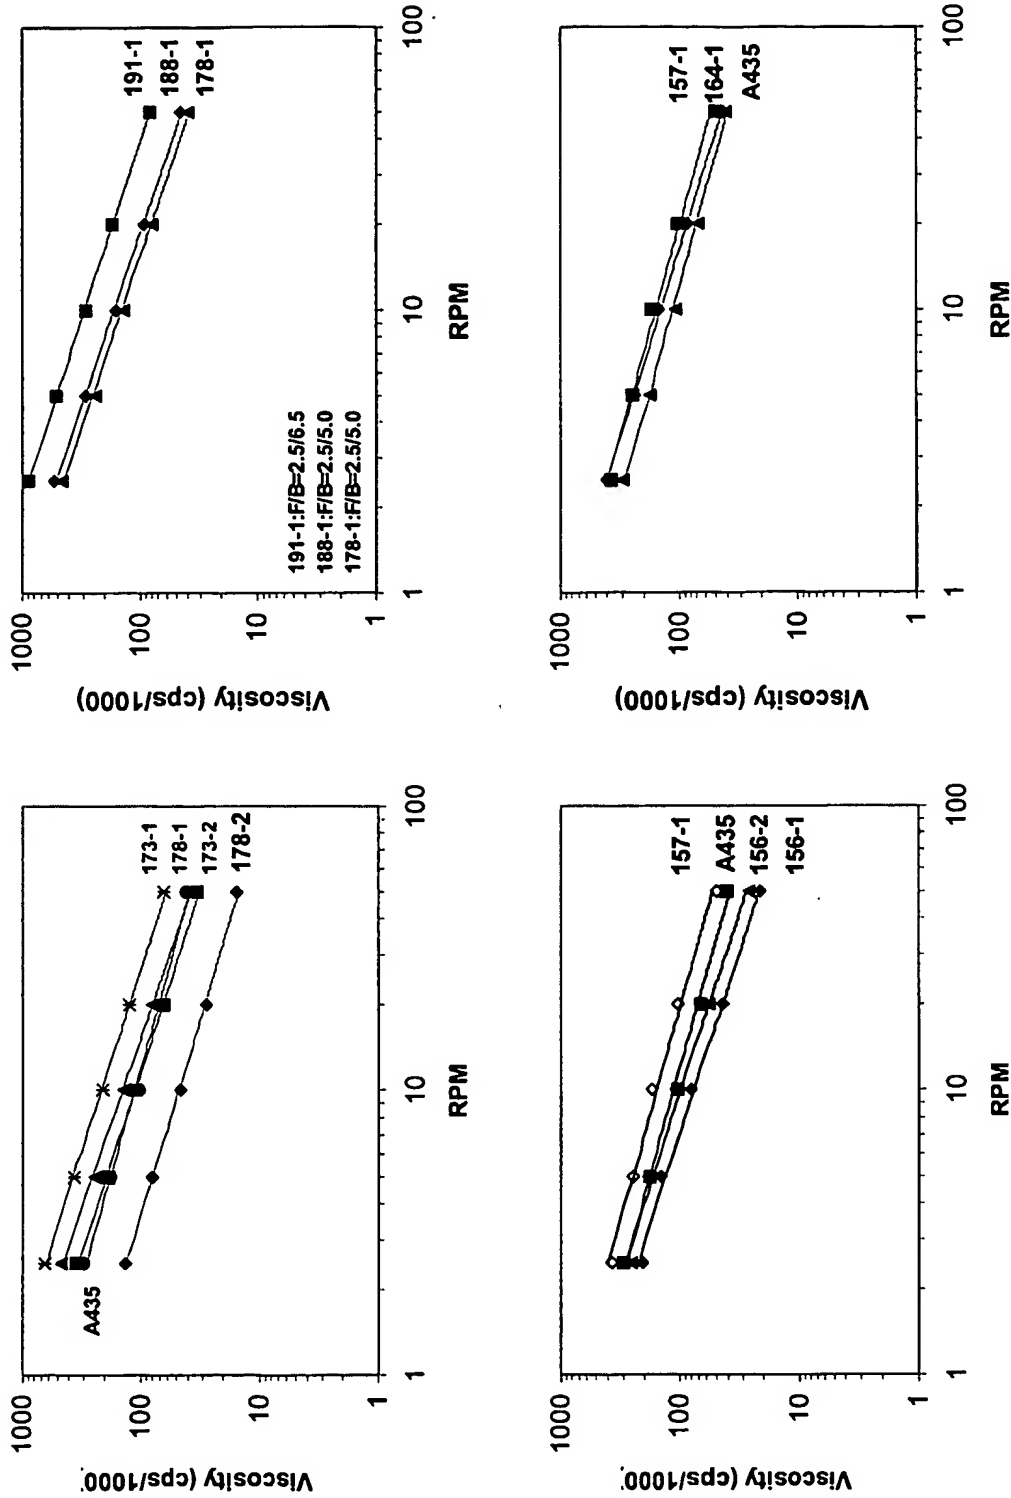 1000
100
10
1
Viscosity (cps/1000)
A435
173-1
178-1
173-2
178-2
1
10
100
RPM
1000
100
10
1
Viscosity (cps/1000)
191-1
188-1
178-1
191-1:F/B=2.5/6.5
188-1:F/B=2.5/5.0
178-1:F/B=2.5/5.0
1
10
100
RPM
1000
100
10
1
Viscosity (cps/1000)
157-1
A435
156-2
156-1
1
10
100
RPM
1000
100
10
1
Viscosity (cps/1000)
157-1
164-1
A435
1
10
100
RPM